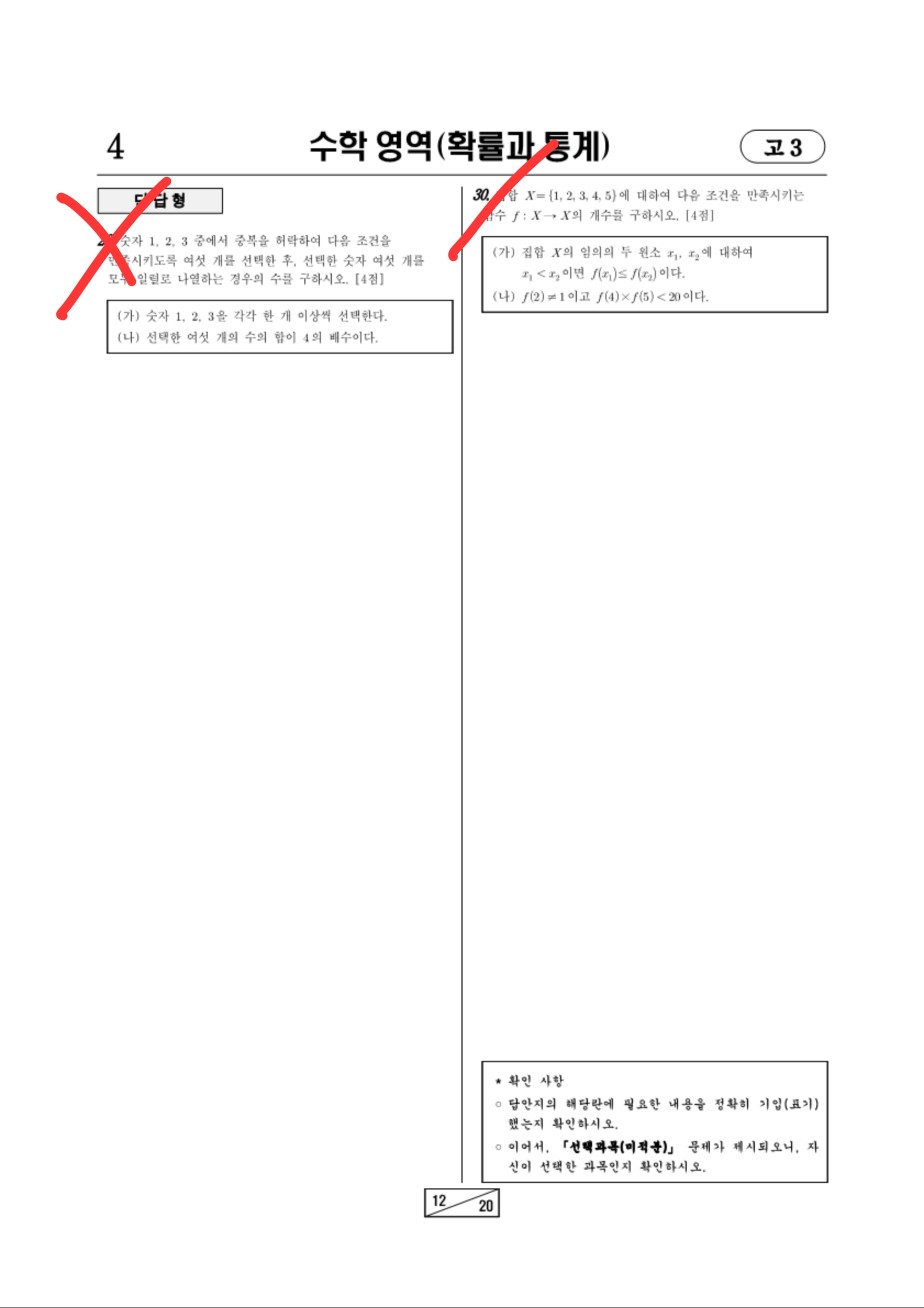 4
수학 영역(확률과 통계)
고 3
단답형
숫자 1, 2, 3 중에서 중복을 허락하여 다음 조건을
만족시키도록 여섯 개를 선택한 후, 선택한 숫자 여섯 개를
모두 일렬로 나열하는 경우의 수를 구하시오. [4점]
(가) 숫자 1, 2, 3을 각각 한 개 이상씩 선택한다.
(나) 선택한 여섯 개의 수의 합이 4의 배수이다.
30. 집합 X = {1, 2, 3, 4, 5}에 대하여 다음 조건을 만족시키는
함수 f : X → X의 개수를 구하시오. [4점]
(가) 집합 X의 임의의 두 원소 x₁, x₂에 대하여
x₁ < x₂이면 f(x₁) ≤ f(x₂)이다.
(나) f(2) ≠ 1이고 f(4)×f(5) < 20이다.
* 확인 사항
○ 답안지의 해당란에 필요한 내용을 정확히 기입(표기)
했는지 확인하시오.
○ 이어서, 「선택과목(미적분)」 문제가 제시되오니, 자
신이 선택한 과목인지 확인하시오.
12
20